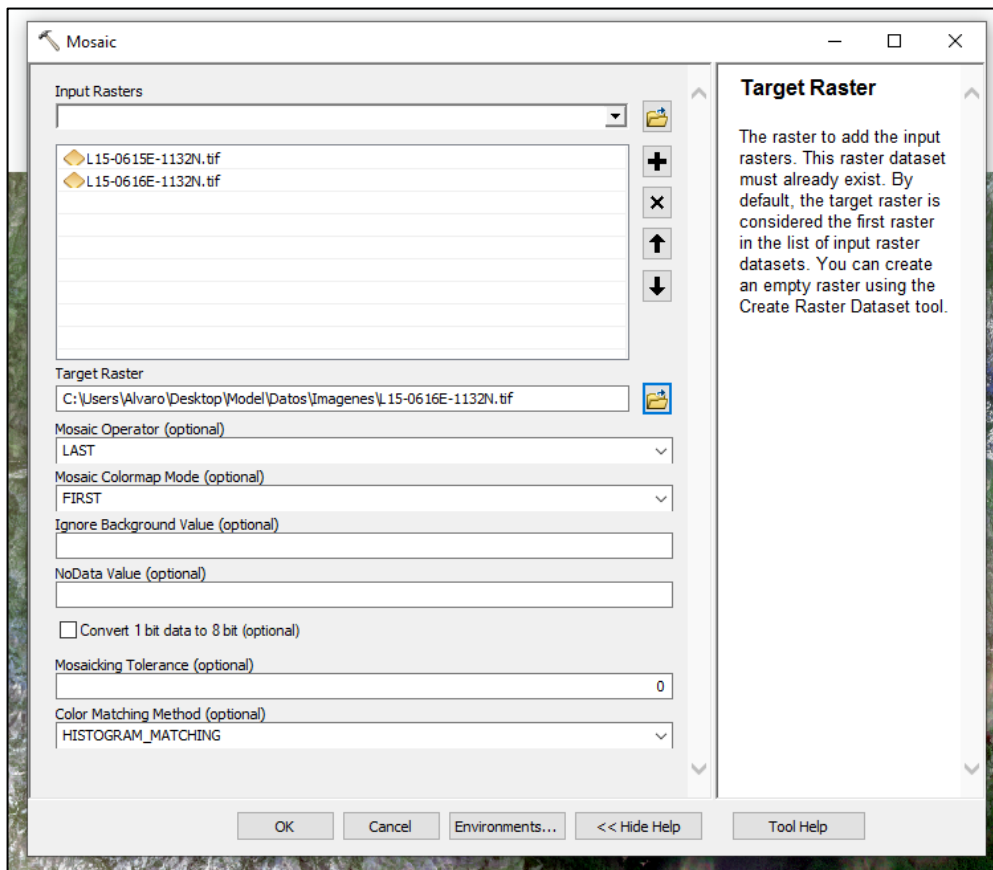 Mosaic
Input Rasters
L15-0615E-1132N.tif
L15-0616E-1132N.tif
Target Raster
C:\Users\Alvaro\Desktop\Model\Datos\Imagenes\L15-0616E-1132N.tif
Mosaic Operator (optional)
LAST
Mosaic Colormap Mode (optional)
FIRST
Ignore Background Value (optional)
NoData Value (optional)
Convert 1 bit data to 8 bit (optional)
Mosaicking Tolerance (optional)
0
Color Matching Method (optional)
HISTOGRAM_MATCHING
Target Raster
The raster to add the input
rasters. This raster dataset
must already exist. By
default, the target raster is
considered the first raster
in the list of input raster
datasets. You can create
an empty raster using the
Create Raster Dataset tool.
OK
Cancel
Environments...
<< Hide Help
Tool Help